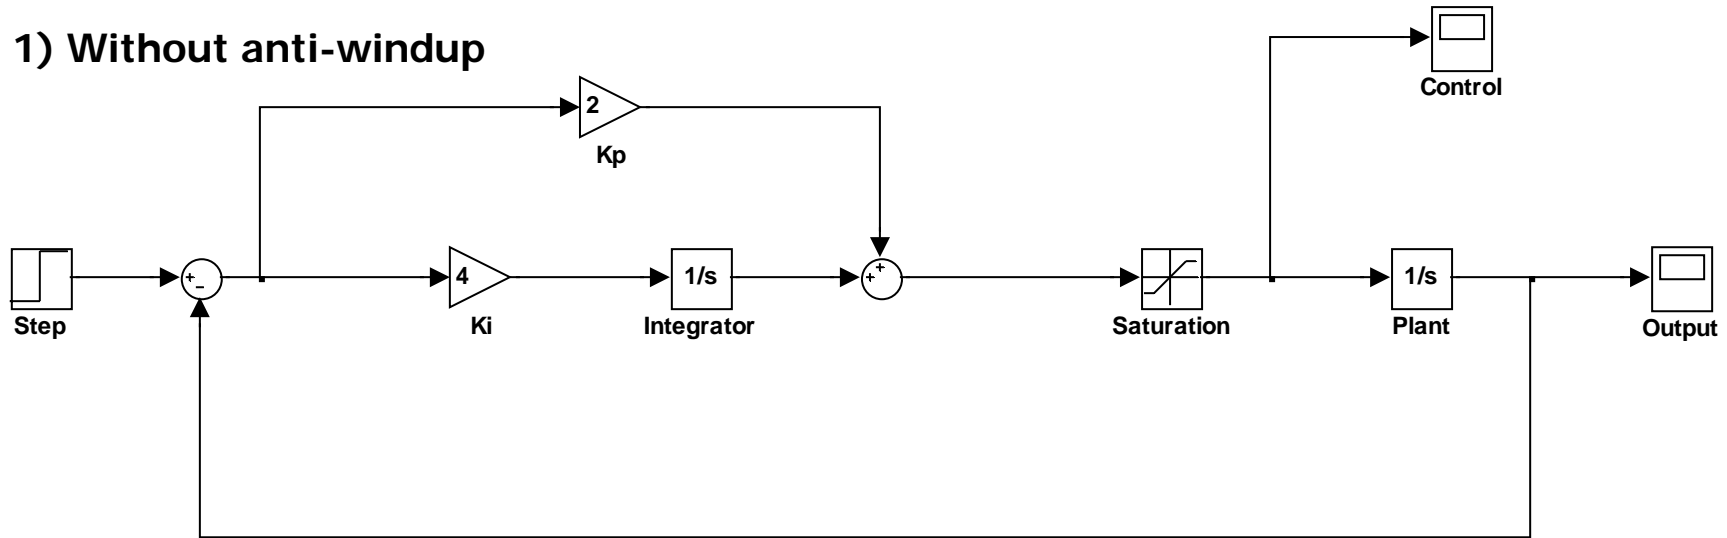 1) Without anti-windup
Control
2
Kp
+
Step
+
−
4
Ki
1/s
Integrator
+
Saturation
1/s
Plant
Output